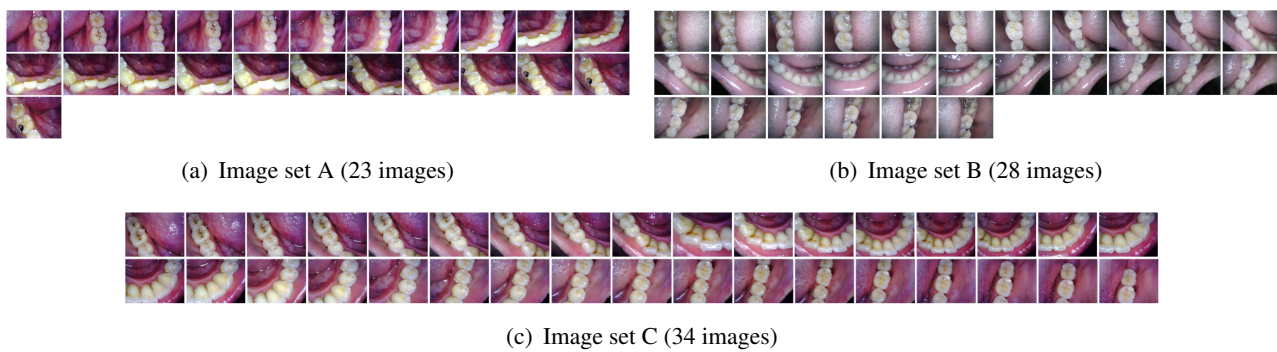 (a) Image set A (23 images)
(b) Image set B (28 images)
(c) Image set C (34 images)